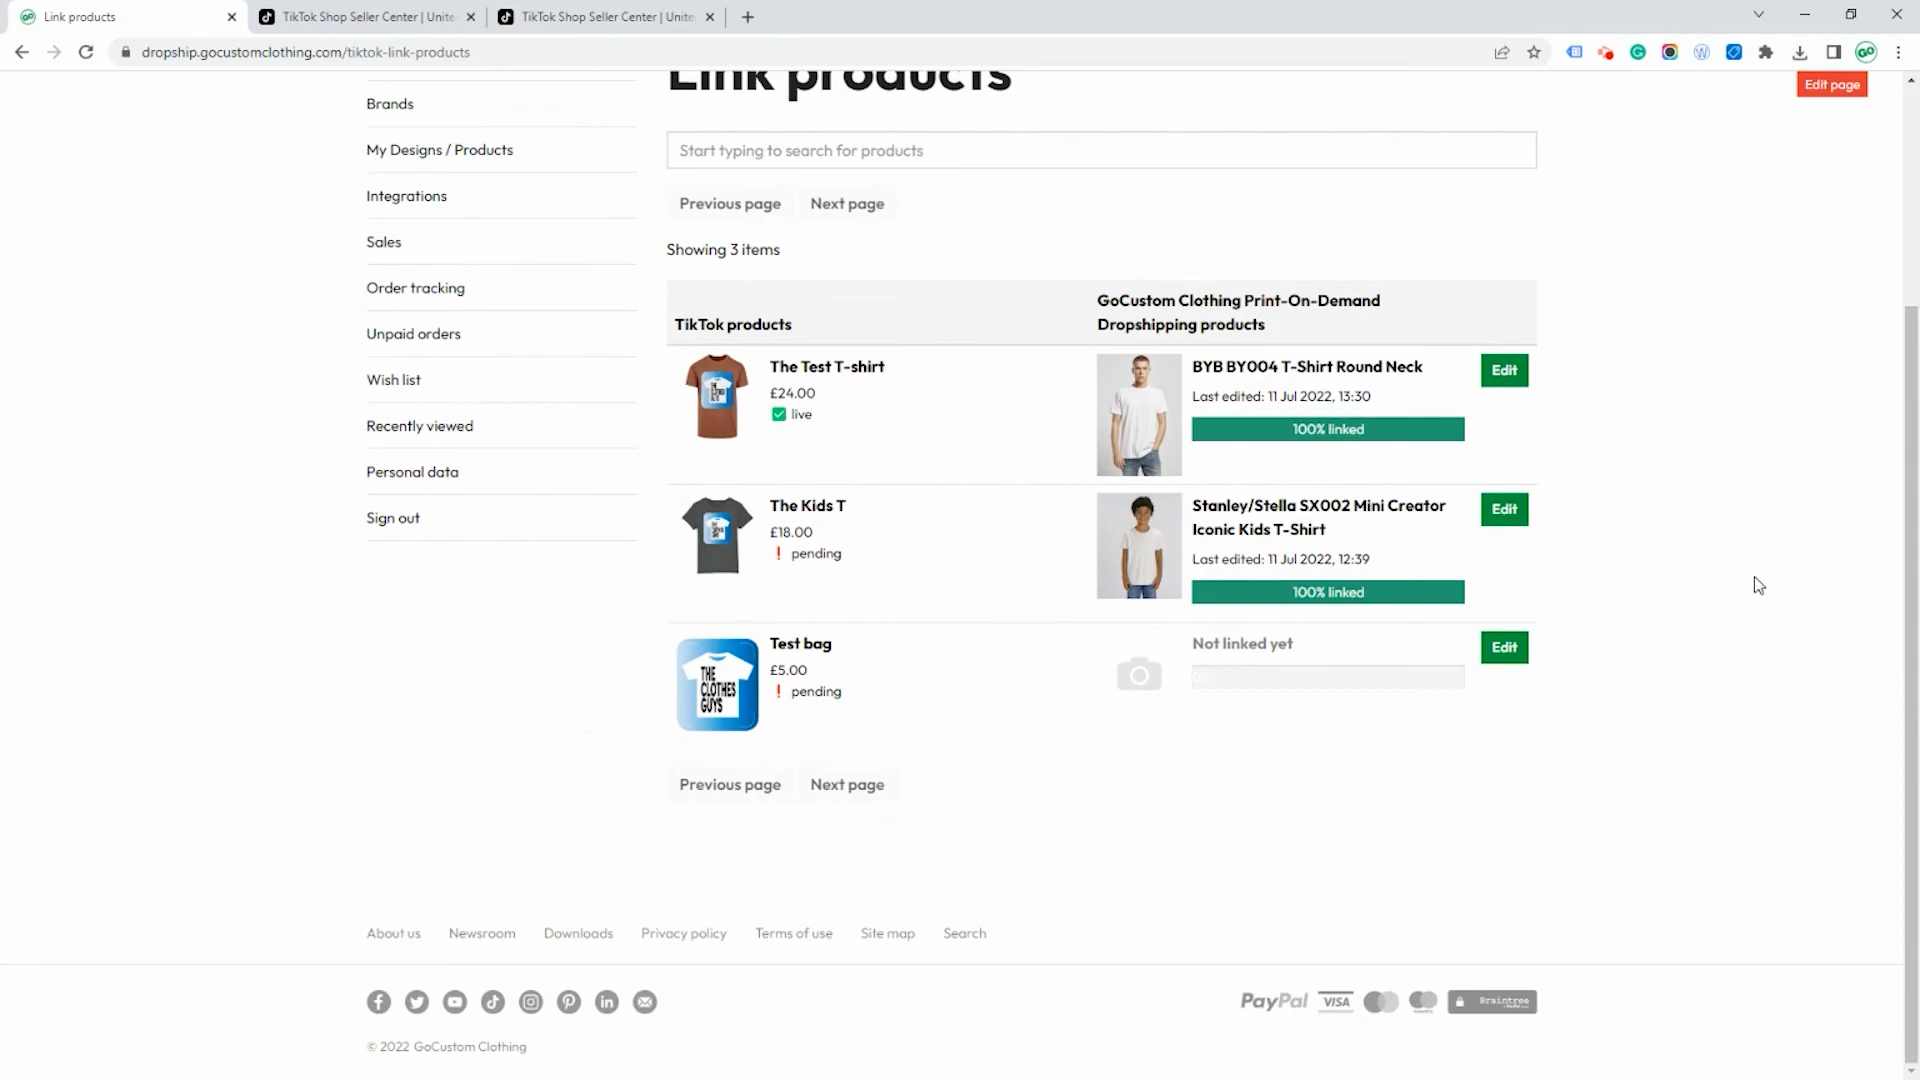 Link products
TikTok Shop Seller Center | Unite
TikTok Shop Seller Center | Unite
dropship.gocustomclothing.com/tiktok-link-products
Link products
Edit page
Brands
My Designs / Products
Integrations
Sales
Order tracking
Unpaid orders
Wish list
Recently viewed
Personal data
Sign out
Start typing to search for products
Previous page
Next page
Showing 3 items
TikTok products
GoCustom Clothing Print-On-Demand
Dropshipping products
The Test T-shirt
£24.00
live
BYB BY004 T-Shirt Round Neck
Last edited: 11 Jul 2022, 13:30
100% linked
Edit
The Kids T
£18.00
pending
Stanley/Stella SX002 Mini Creator
Iconic Kids T-Shirt
Last edited: 11 Jul 2022, 12:39
100% linked
Edit
THE
CLOTHES
GUYS
Test bag
£5.00
pending
Not linked yet
Edit
Previous page
Next page
About us
Newsroom
Downloads
Privacy policy
Terms of use
Site map
Search
PayPal
VISA
Braintree
© 2022 GoCustom Clothing